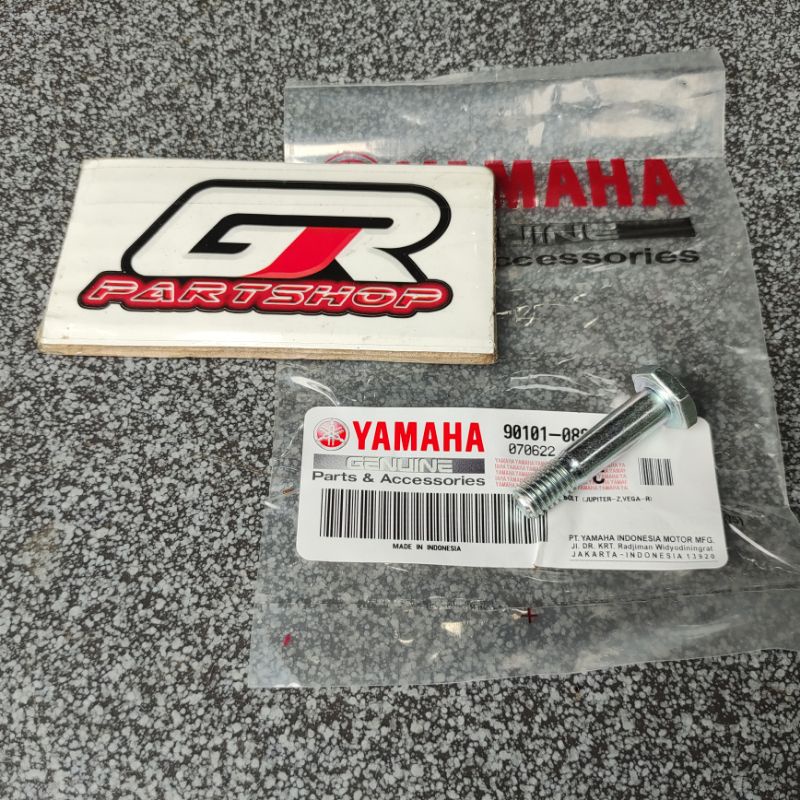 GR
PARTSHOP
YAMAHA
GENUINE
Accessories
YAMAHA
GENUINE
Parts & Accessories
90101-08
070622
BOLT (JUPITER-Z,VEGA-R)
MADE IN INDONESIA
PT. YAMAHA INDONESIA MOTOR MFG.
JL. DR. KRT. Radjiman Widyodiningrat
JAKARTA-INDONESIA 13920